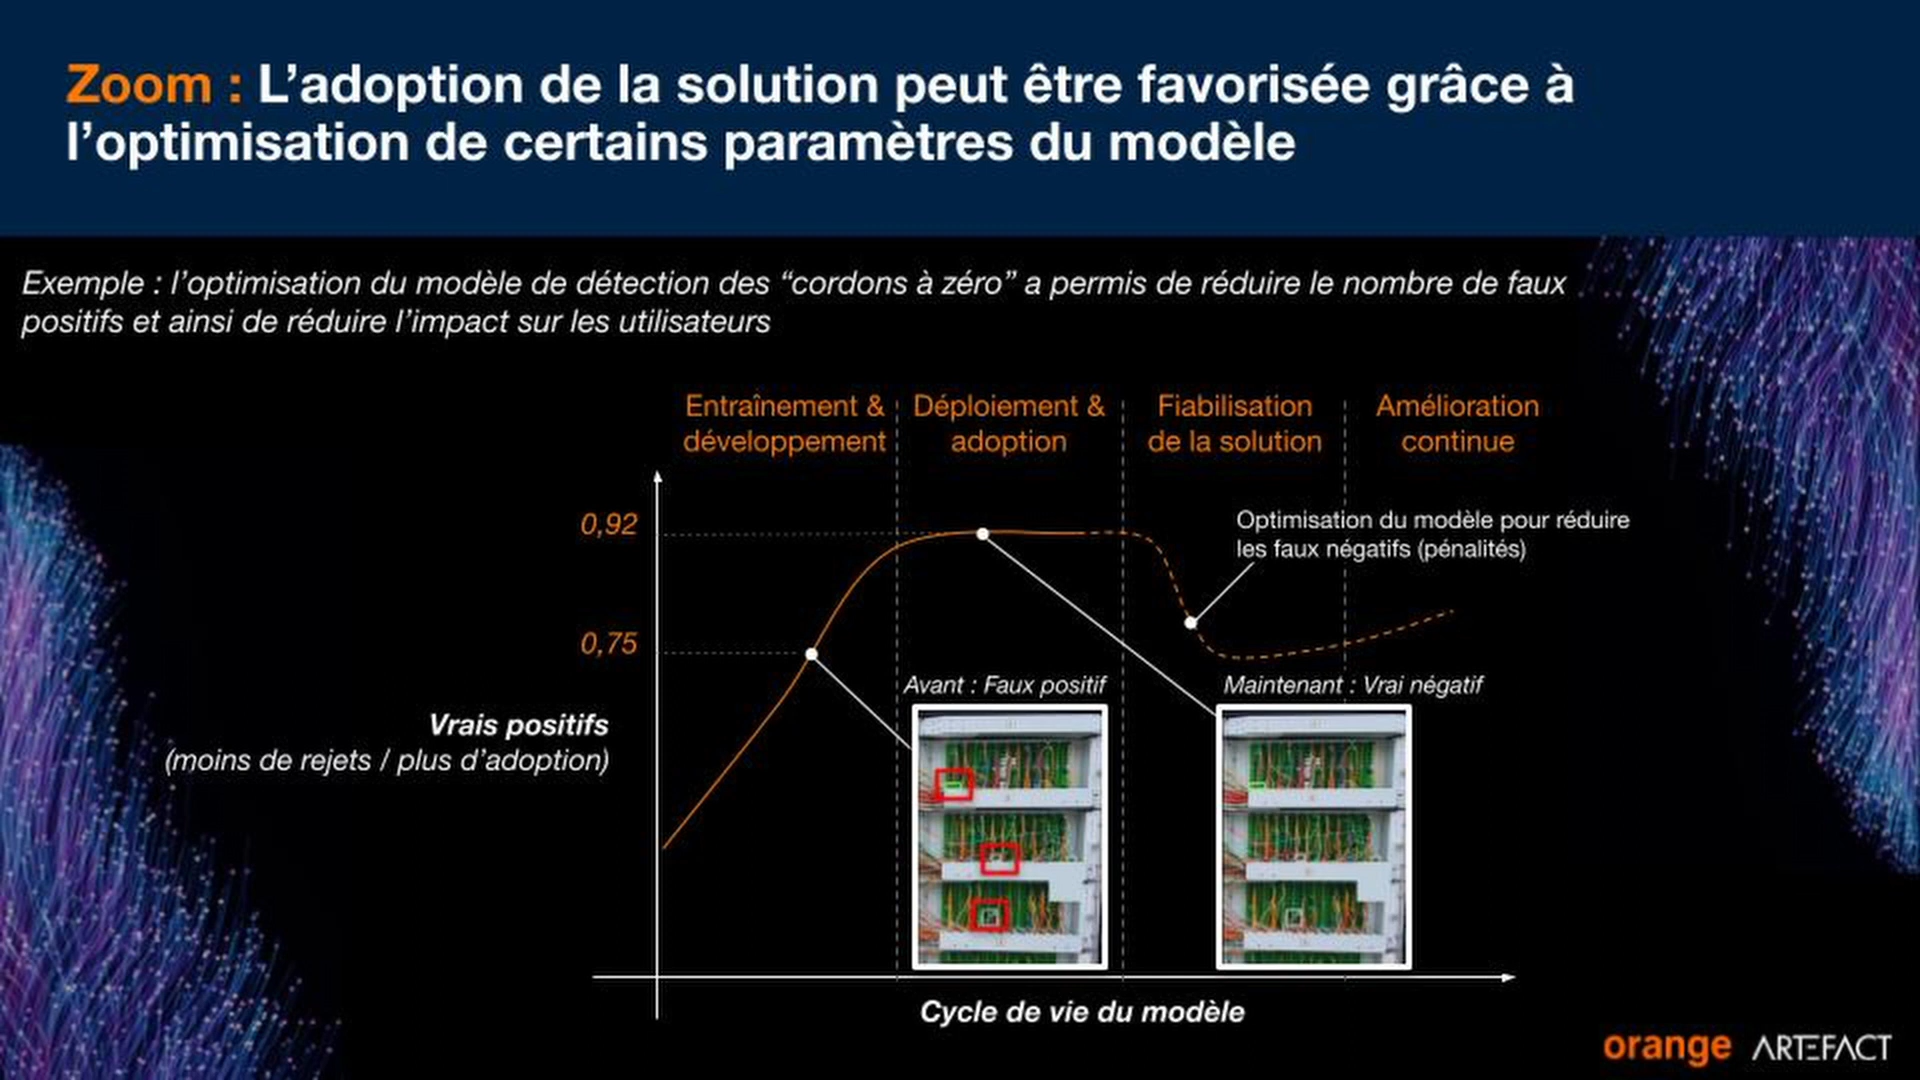 Zoom : L’adoption de la solution peut être favorisée grâce à
l’optimisation de certains paramètres du modèle
Exemple : l’optimisation du modèle de détection des “cordons à zéro” a permis de réduire le nombre de faux
positifs et ainsi de réduire l’impact sur les utilisateurs
Entraînement &
développement
Déploiement &
adoption
Fiabilisation
de la solution
Amélioration
continue
0,92
Optimisation du modèle pour réduire
les faux négatifs (pénalités)
0,75
Avant : Faux positif
Maintenant : Vrai négatif
Vrais positifs
(moins de rejets / plus d’adoption)
Cycle de vie du modèle
orange
ARTEFACT